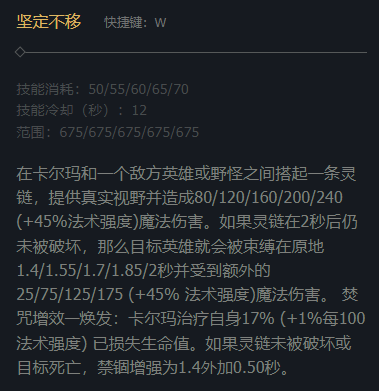 坚定不移 快捷键：W
技能消耗：50/55/60/65/70
技能冷却（秒）：12
范围：675/675/675/675/675
在卡尔玛和一个敌方英雄或野怪之间搭起一条灵
链，提供真实视野并造成80/120/160/200/240
(+45%法术强度)魔法伤害。如果灵链在2秒后仍
未被破坏，那么目标英雄就会被束缚在原地
1.4/1.55/1.7/1.85/2秒并受到额外的
25/75/125/175 (+45% 法术强度)魔法伤害。 焚
咒增效一焕发：卡尔玛治疗自身17% (+1%每100
法术强度) 已损失生命值。如果灵链未被破坏或
目标死亡，禁锢增强为1.4外加0.50秒。